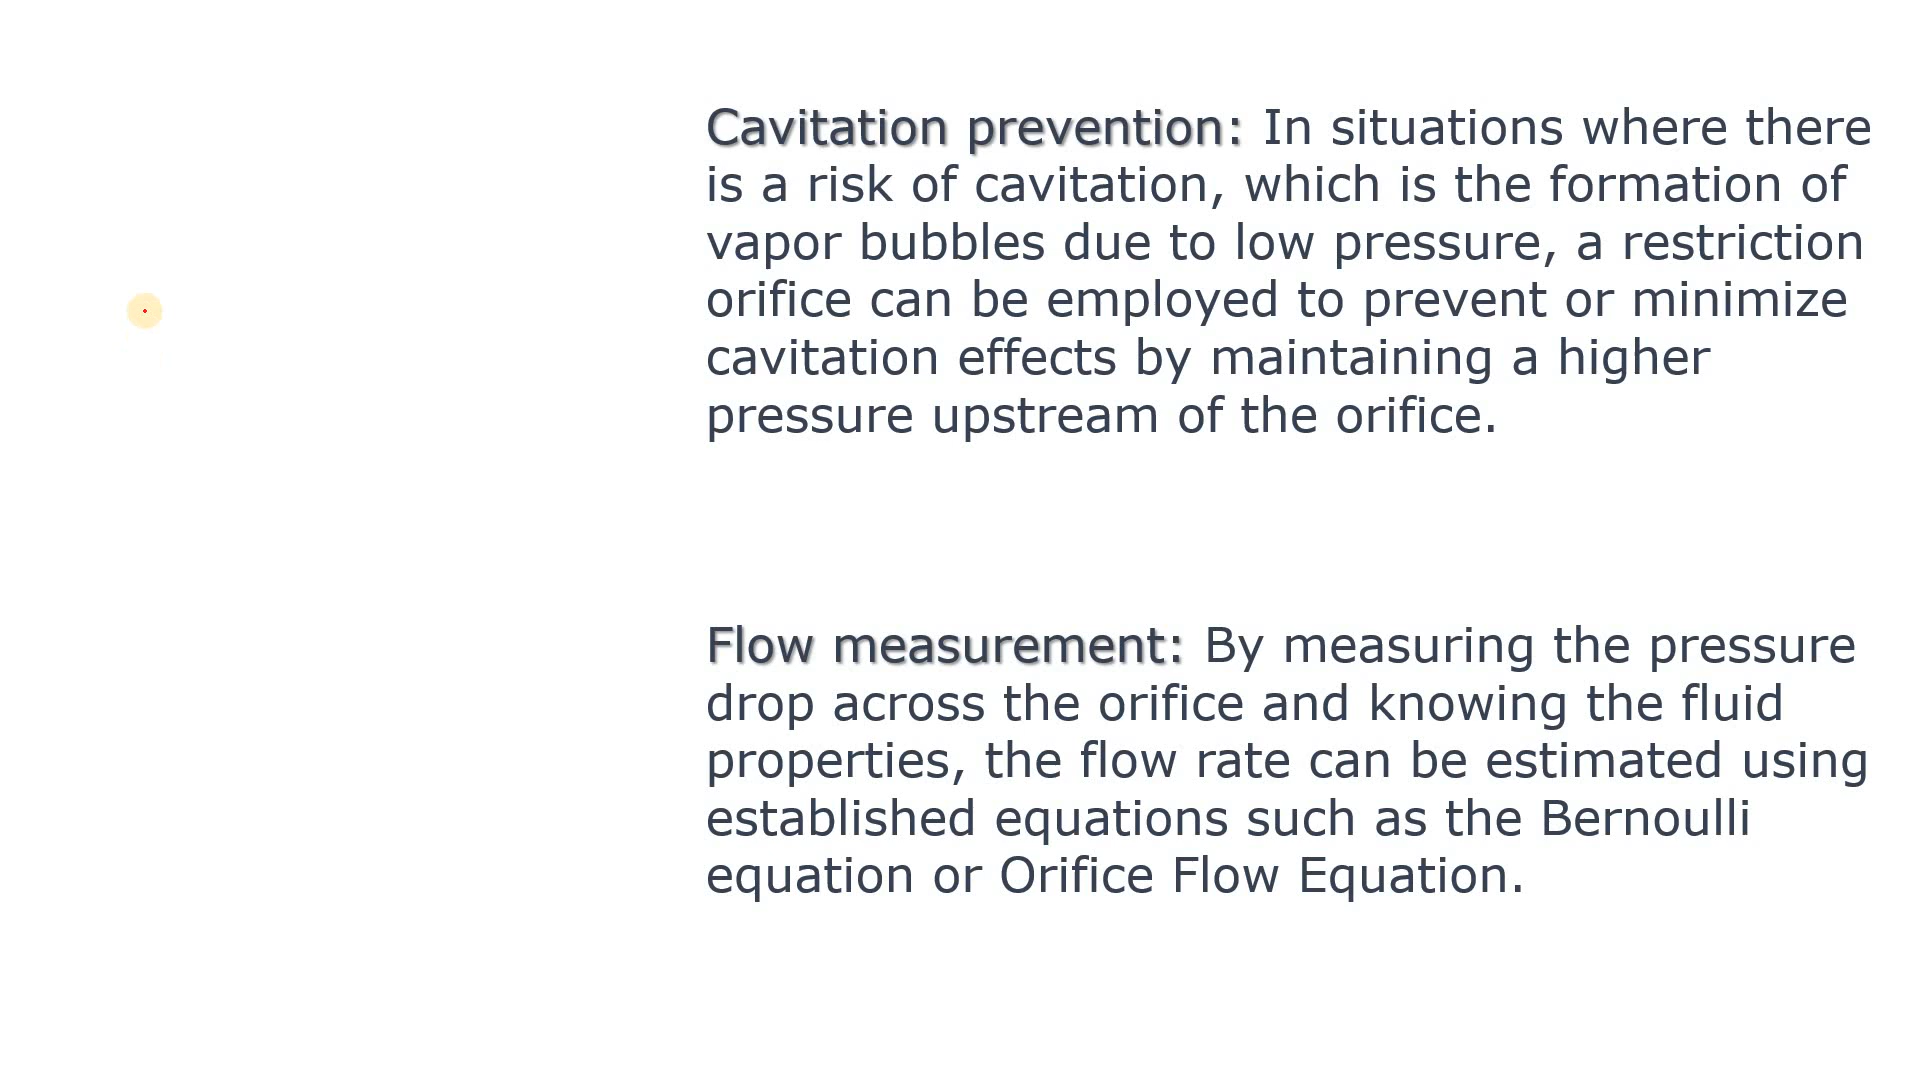 Cavitation prevention: In situations where there
is a risk of cavitation, which is the formation of
vapor bubbles due to low pressure, a restriction
orifice can be employed to prevent or minimize
cavitation effects by maintaining a higher
pressure upstream of the orifice.
Flow measurement: By measuring the pressure
drop across the orifice and knowing the fluid
properties, the flow rate can be estimated using
established equations such as the Bernoulli
equation or Orifice Flow Equation.